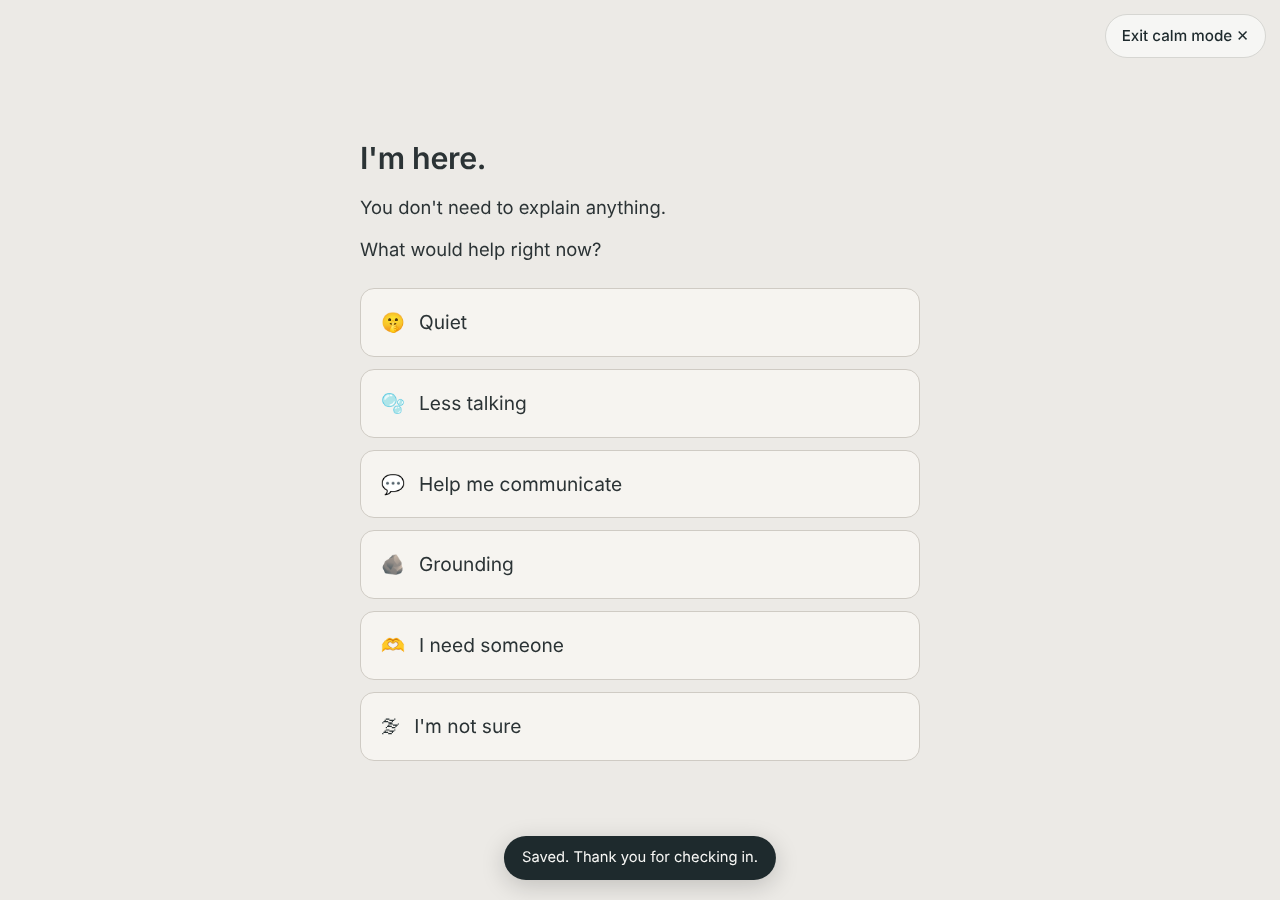 Exit calm mode ✕
I'm here.
You don't need to explain anything.
What would help right now?
🤫 Quiet
🫧 Less talking
💬 Help me communicate
🪨 Grounding
🫶 I need someone
🌫 I'm not sure
Saved. Thank you for checking in.